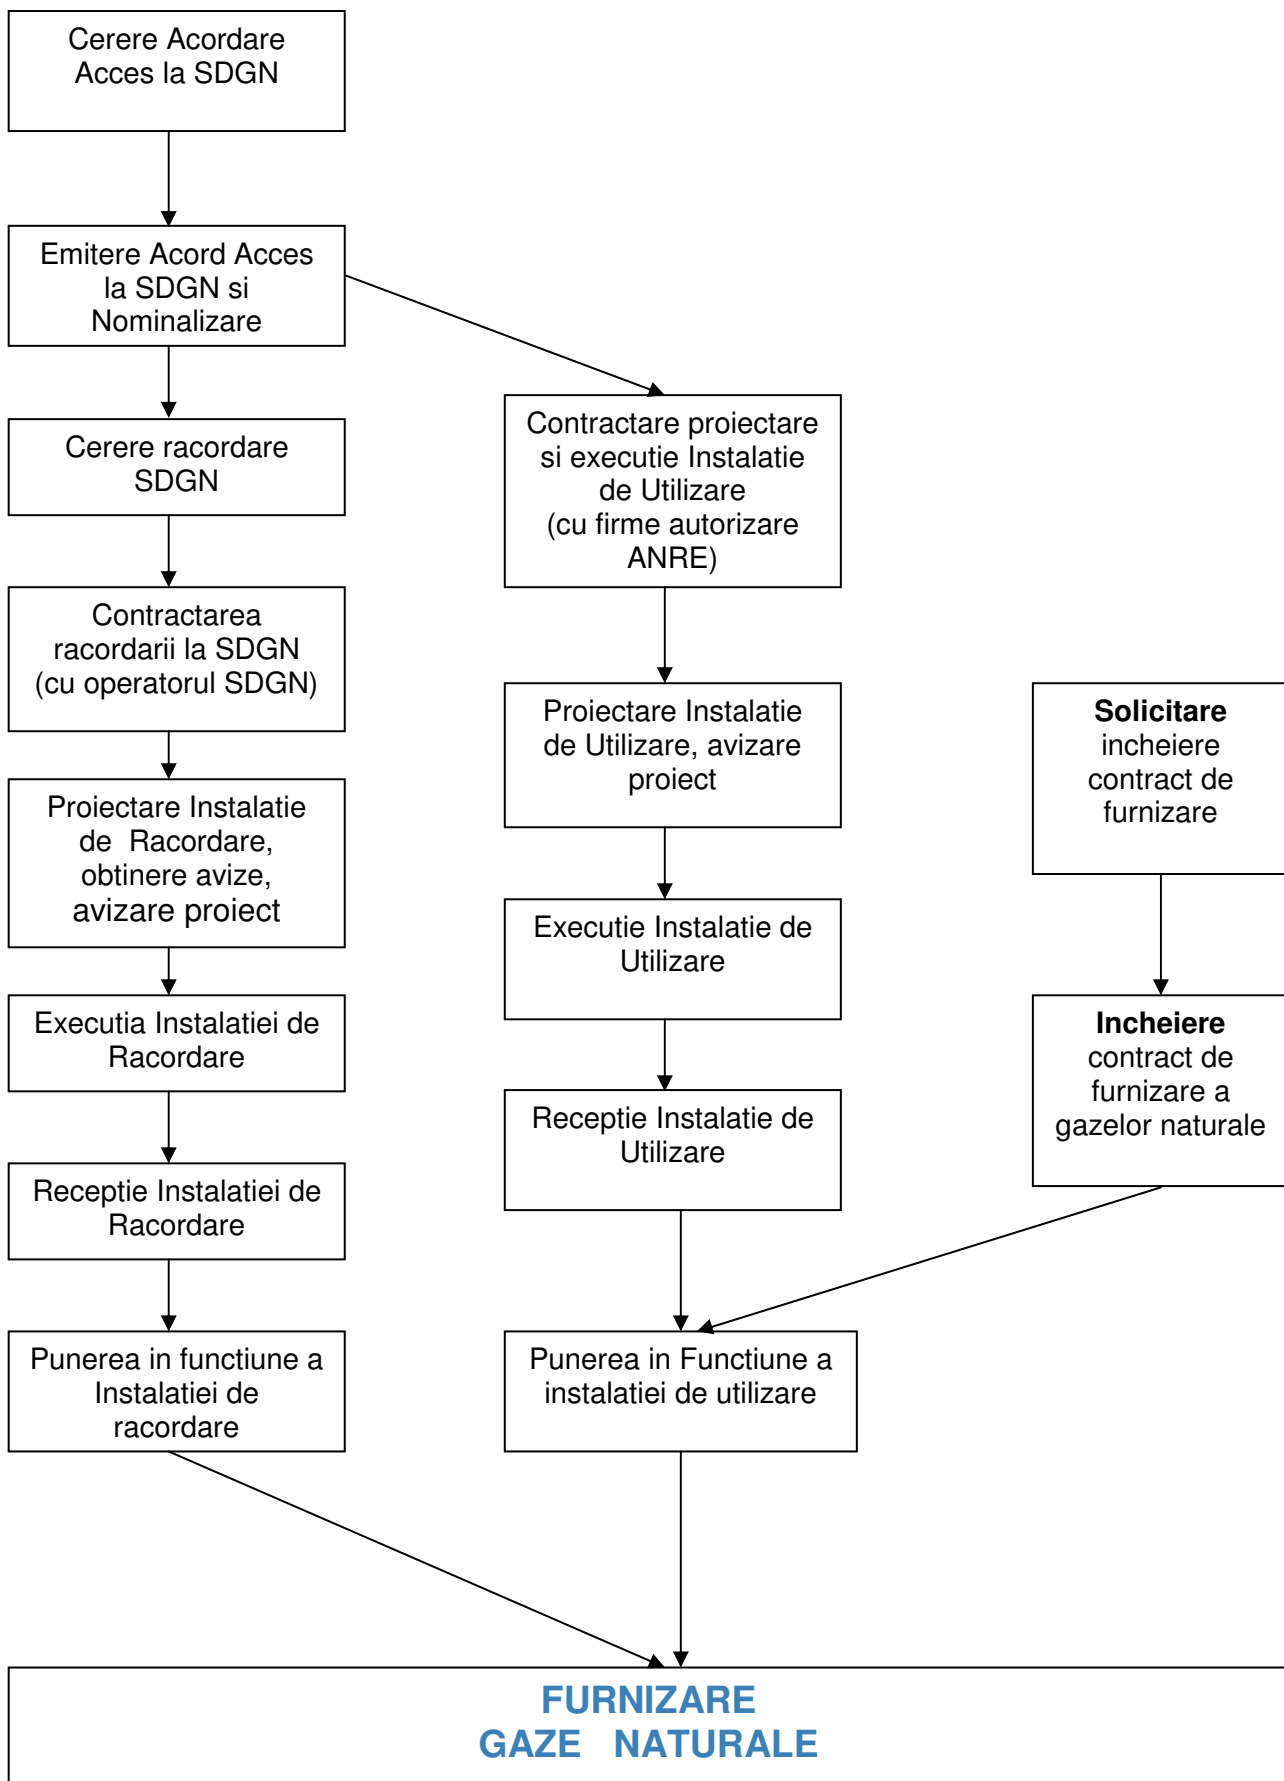 Cerere Acordare
Acces la SDGN
Emitere Acord Acces
la SDGN si
Nominalizare
Cerere racordare
SDGN
Contractarea
racordarii la SDGN
(cu operatorul SDGN)
Proiectare Instalatie
de Racordare,
obtinere avize,
avizare proiect
Executia Instalatiei de
Racordare
Receptie Instalatiei de
Racordare
Punerea in functiune a
Instalatiei de
racordare
Contractare proiectare
si executie Instalatie
de Utilizare
(cu firme autorizare
ANRE)
Proiectare Instalatie
de Utilizare, avizare
proiect
Executie Instalatie de
Utilizare
Receptie Instalatie de
Utilizare
Punerea in Functiune a
instalatiei de utilizare
Solicitare
incheiere
contract de
furnizare
Incheiere
contract de
furnizare a
gazelor naturale
FURNIZARE
GAZE NATURALE